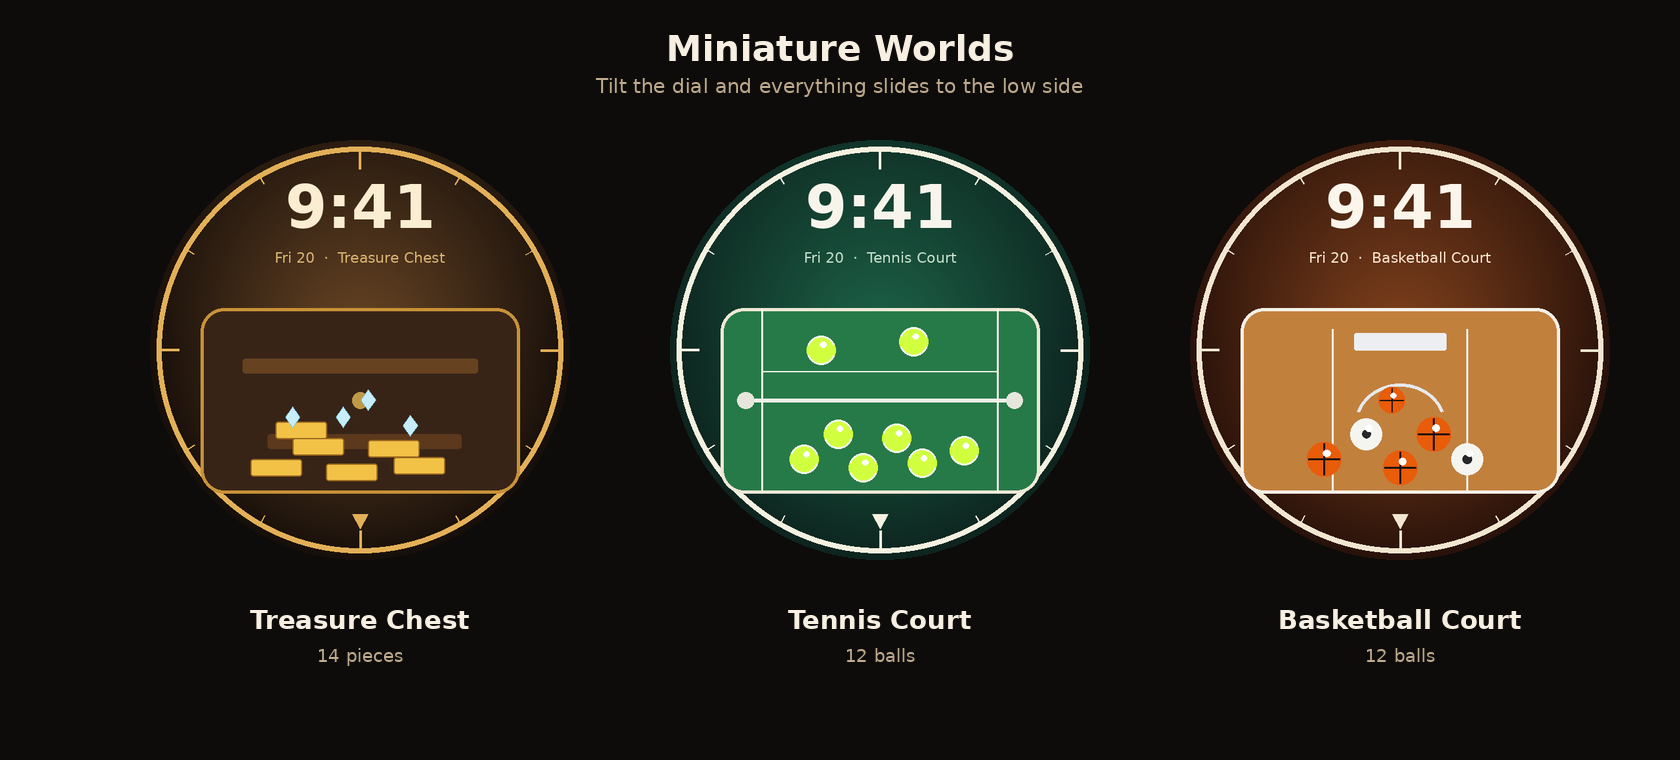 Miniature Worlds
Tilt the dial and everything slides to the low side
9:41
Fri 20 · Treasure Chest
9:41
Fri 20 · Tennis Court
9:41
Fri 20 · Basketball Court
Treasure Chest
14 pieces
Tennis Court
12 balls
Basketball Court
12 balls